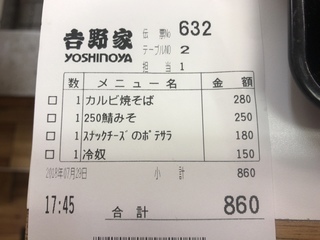 吉野家
YOSHINOYA
伝票No 632
テーブルNO 2
担当 1
数 メニュー名 金額
□ 1 カルビ焼そば 280
□ 1 250鯖みそ 250
□ 1 スナックチーズのポテサラ 180
□ 1 冷奴 150
小計 860
17:45 合計 860